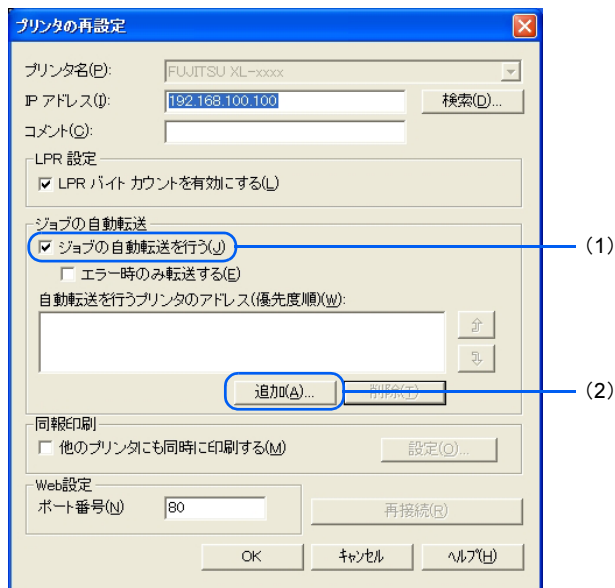 プリンタの再設定
プリンタ名(P): FUJITSU XL-xxxx
IP アドレス(I): 192.168.100.100 検索(D)...
コメント(C):
LPR 設定
LPR バイト カウントを有効にする(L)
ジョブの自動転送
ジョブの自動転送を行う(J) (1)
エラー時のみ転送する(E)
自動転送を行うプリンタのアドレス(優先度順)(W):
追加(A)... 削除(T) (2)
同報印刷
他のプリンタにも同時に印刷する(M) 設定(O)...
Web設定
ポート番号(N) 80 再接続(R)
OK キャンセル ヘルプ(H)